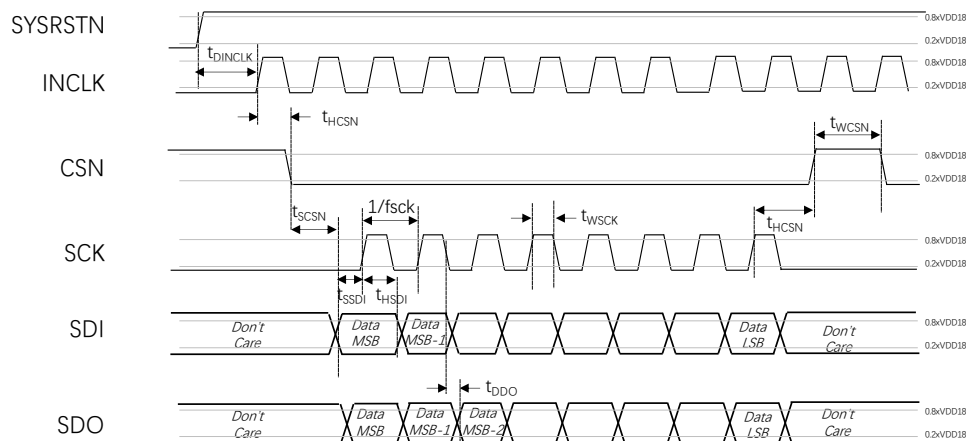 SYSRSTN
0.8xVDD18
0.2xVDD18
tDINCLK
INCLK
0.8xVDD18
0.2xVDD18
tHCSN
tWCSN
CSN
0.8xVDD18
0.2xVDD18
tSCSN
1/fsck
tWSCK
tHCSN
SCK
0.8xVDD18
0.2xVDD18
tSSDI
tHSDI
SDI
Don't
Care
Data
MSB
Data
MSB-1
Data
LSB
Don't
Care
0.8xVDD18
0.2xVDD18
tDDO
SDO
Don't
Care
Data
MSB
Data
MSB-1
Data
MSB-2
Data
LSB
Don't
Care
0.8xVDD18
0.2xVDD18